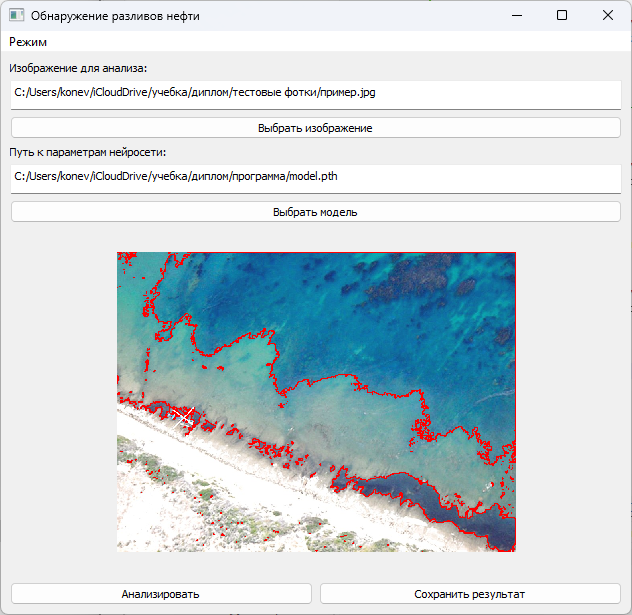 Обнаружение разливов нефти
Режим
Изображение для анализа:
C:/Users/konev/iCloudDrive/учебка/диплом/тестовые фотки/пример.jpg
Выбрать изображение
Путь к параметрам нейросети:
C:/Users/konev/iCloudDrive/учебка/диплом/программа/model.pth
Выбрать модель
Анализировать
Сохранить результат